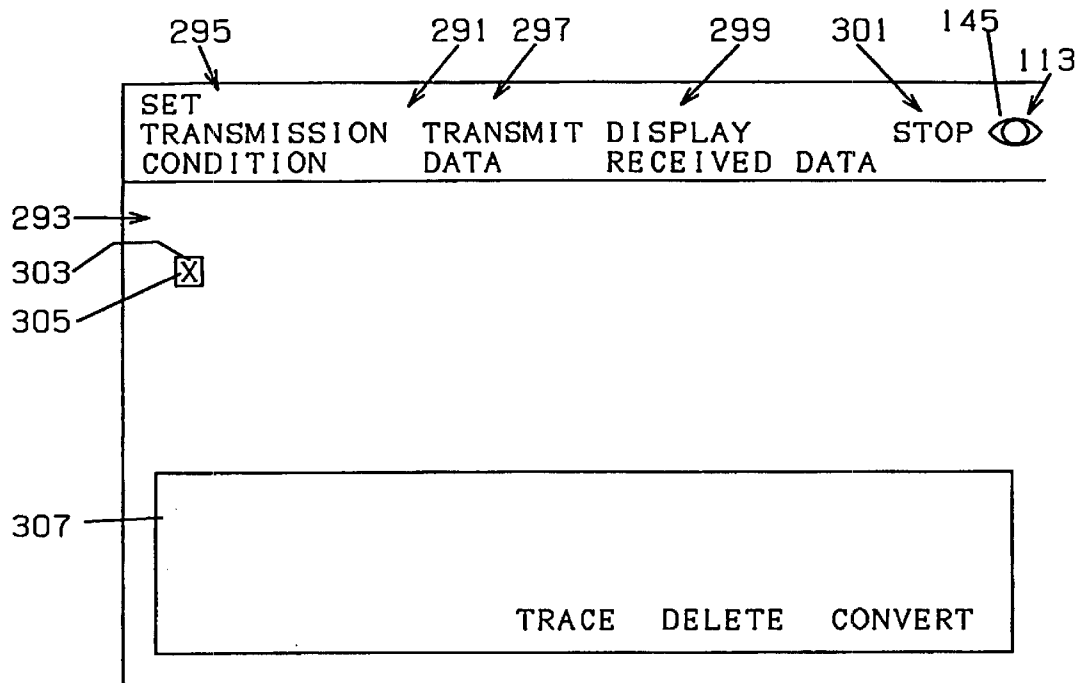 295 291 297 299 301 145 113
SET
TRANSMISSION TRANSMIT DISPLAY STOP
CONDITION DATA RECEIVED DATA
293
303 X
305
307
TRACE DELETE CONVERT